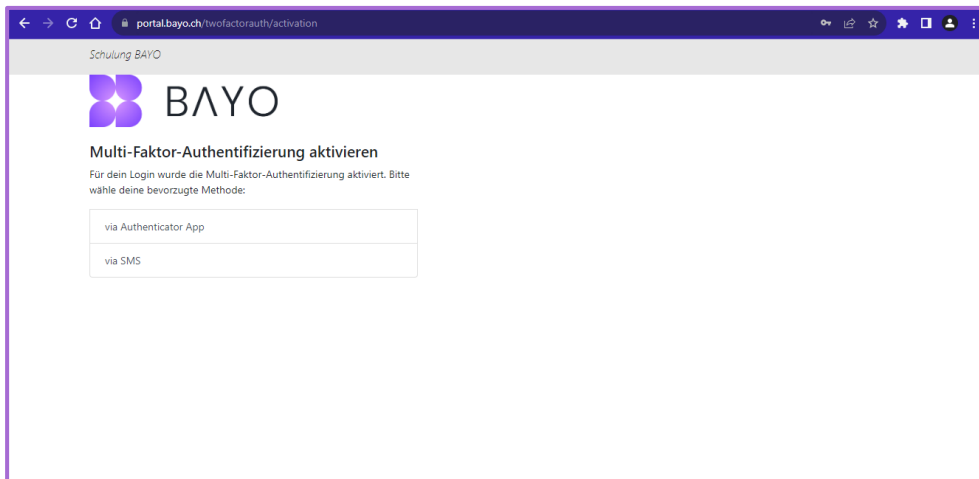 portal.bayo.ch/twofactorauth/activation
Schulung BAYO
BAYO
Multi-Faktor-Authentifizierung aktivieren
Für dein Login wurde die Multi-Faktor-Authentifizierung aktiviert. Bitte
wähle deine bevorzugte Methode:
via Authenticator App
via SMS